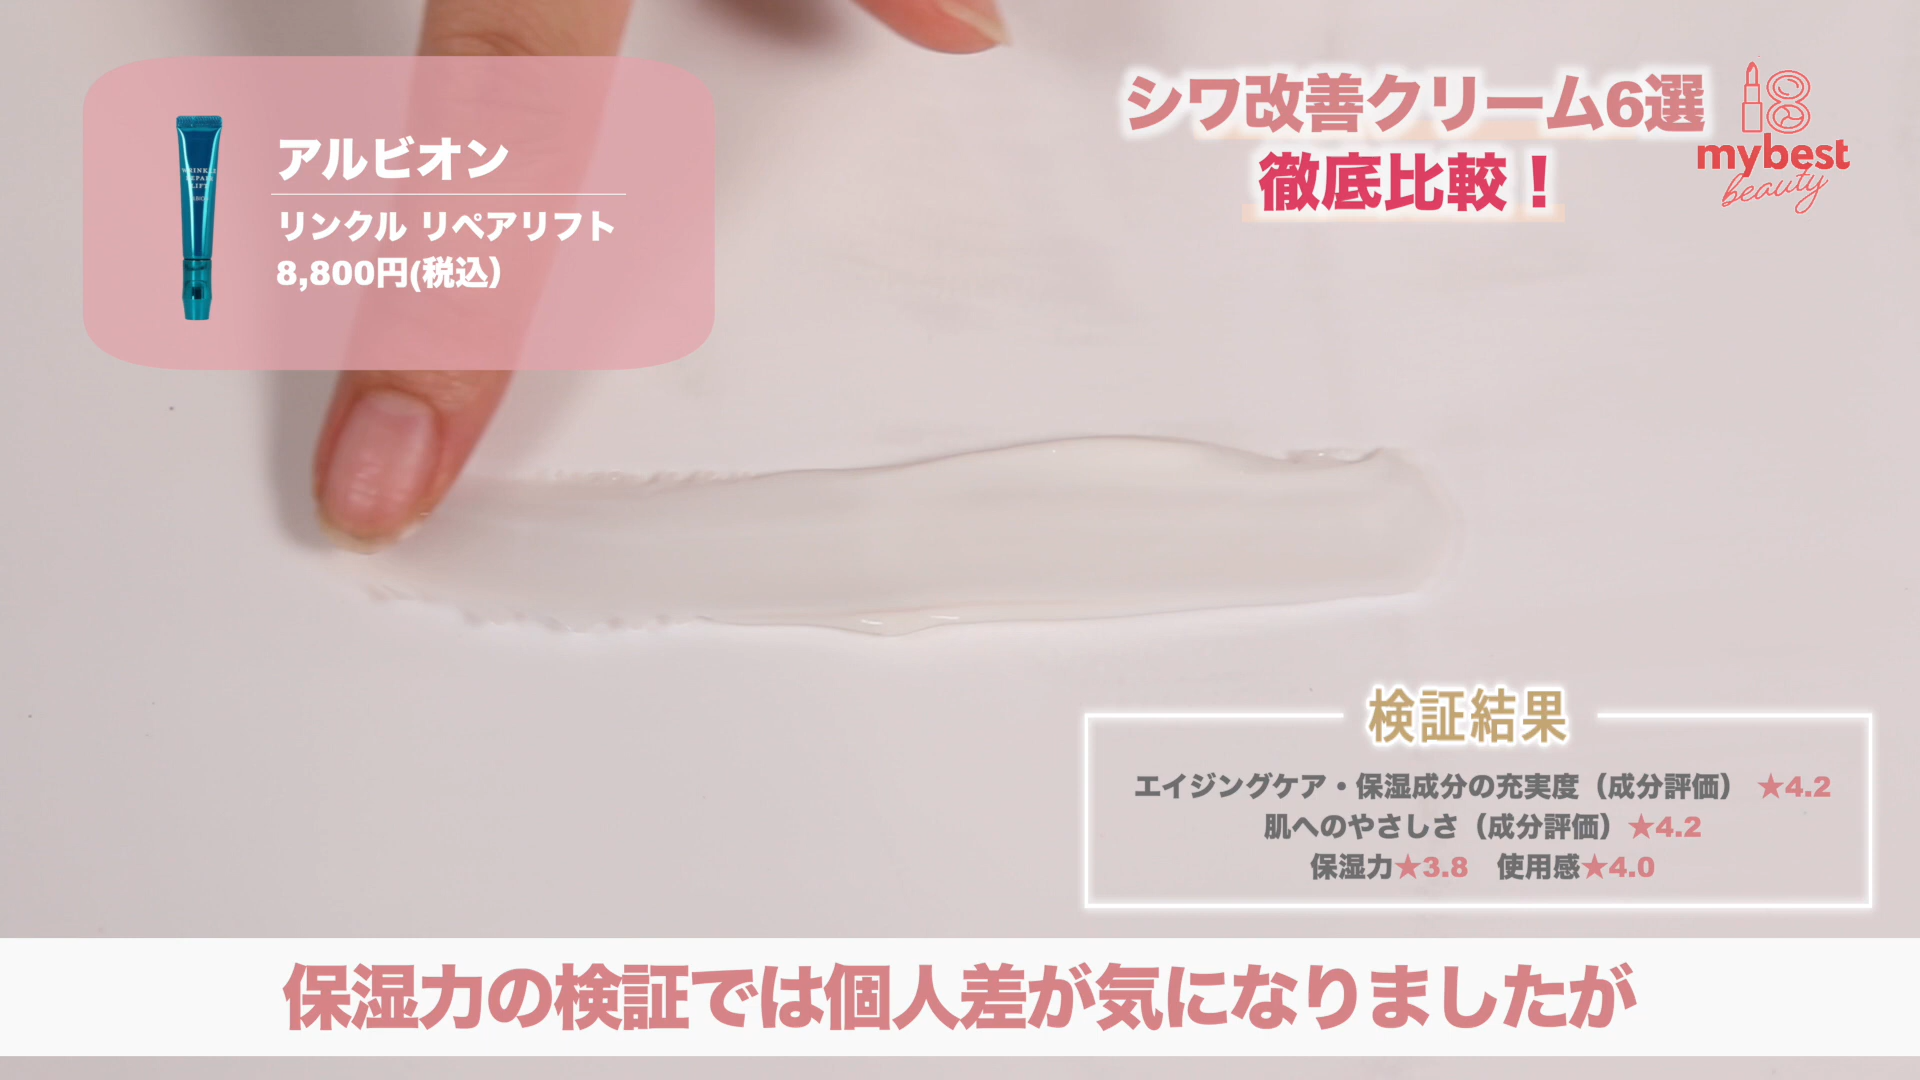 アルビオン
リンクル リペアリフト
8,800円(税込)
WRINKLE
REPAIR
LIFT
シワ改善クリーム6選
徹底比較！
mybest
beauty
検証結果
エイジングケア・保湿成分の充実度（成分評価） ★4.2
肌へのやさしさ（成分評価）★4.2
保湿力★3.8　使用感★4.0
保湿力の検証では個人差が気になりましたが